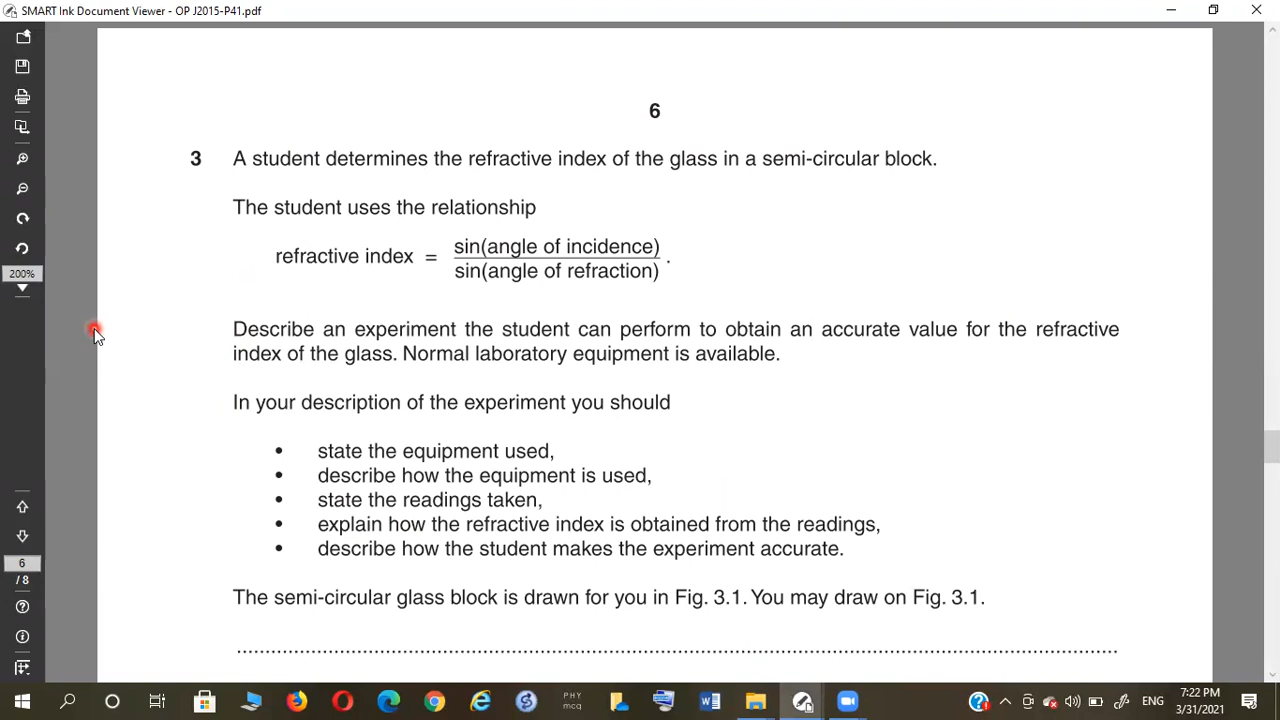 SMART Ink Document Viewer - OP J2015-P41.pdf
6
3 A student determines the refractive index of the glass in a semi-circular block.
The student uses the relationship
refractive index = sin(angle of incidence) / sin(angle of refraction) .
Describe an experiment the student can perform to obtain an accurate value for the refractive
index of the glass. Normal laboratory equipment is available.
In your description of the experiment you should
• state the equipment used,
• describe how the equipment is used,
• state the readings taken,
• explain how the refractive index is obtained from the readings,
• describe how the student makes the experiment accurate.
The semi-circular glass block is drawn for you in Fig. 3.1. You may draw on Fig. 3.1.
..........................................................................................................................................................
200%
6
/ 8
PHY
mcq
ENG
7:22 PM
3/31/2021